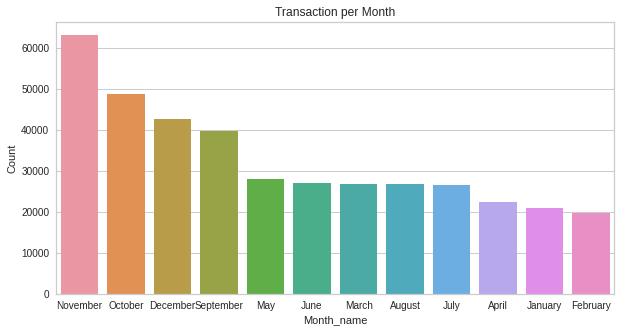 Transaction per Month
Count
60000
50000
40000
30000
20000
10000
0
November October December September May June March August July April January February
Month_name